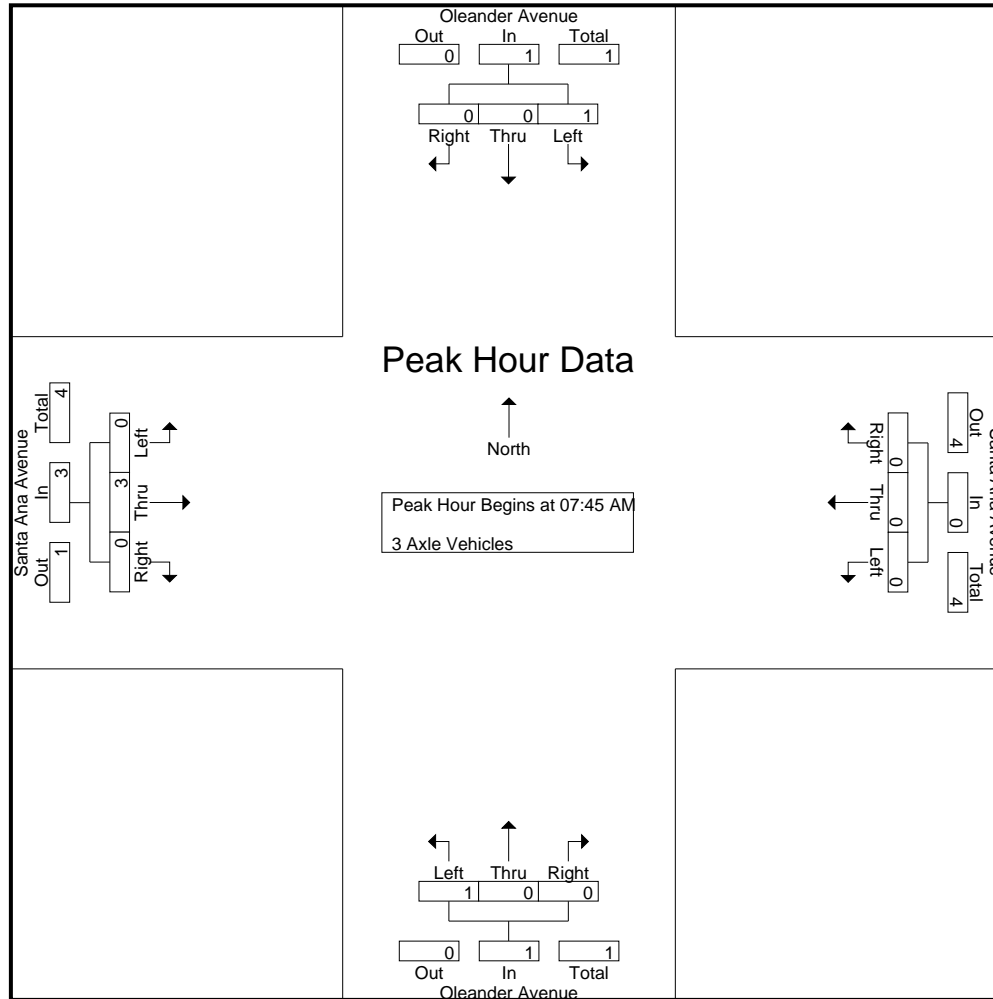 Oleander Avenue
Out In Total
0 1 1
0 0 1
Right Thru Left
Peak Hour Data
North
Peak Hour Begins at 07:45 AM
3 Axle Vehicles
Santa Ana Avenue
Total In Out
4 3 1
0 3 0
Left Thru Right
Right Thru Left
0 0 0
4 0 4
Out In Total
Santa Ana Avenue
Left Thru Right
1 0 0
0 1 1
Out In Total
Oleander Avenue